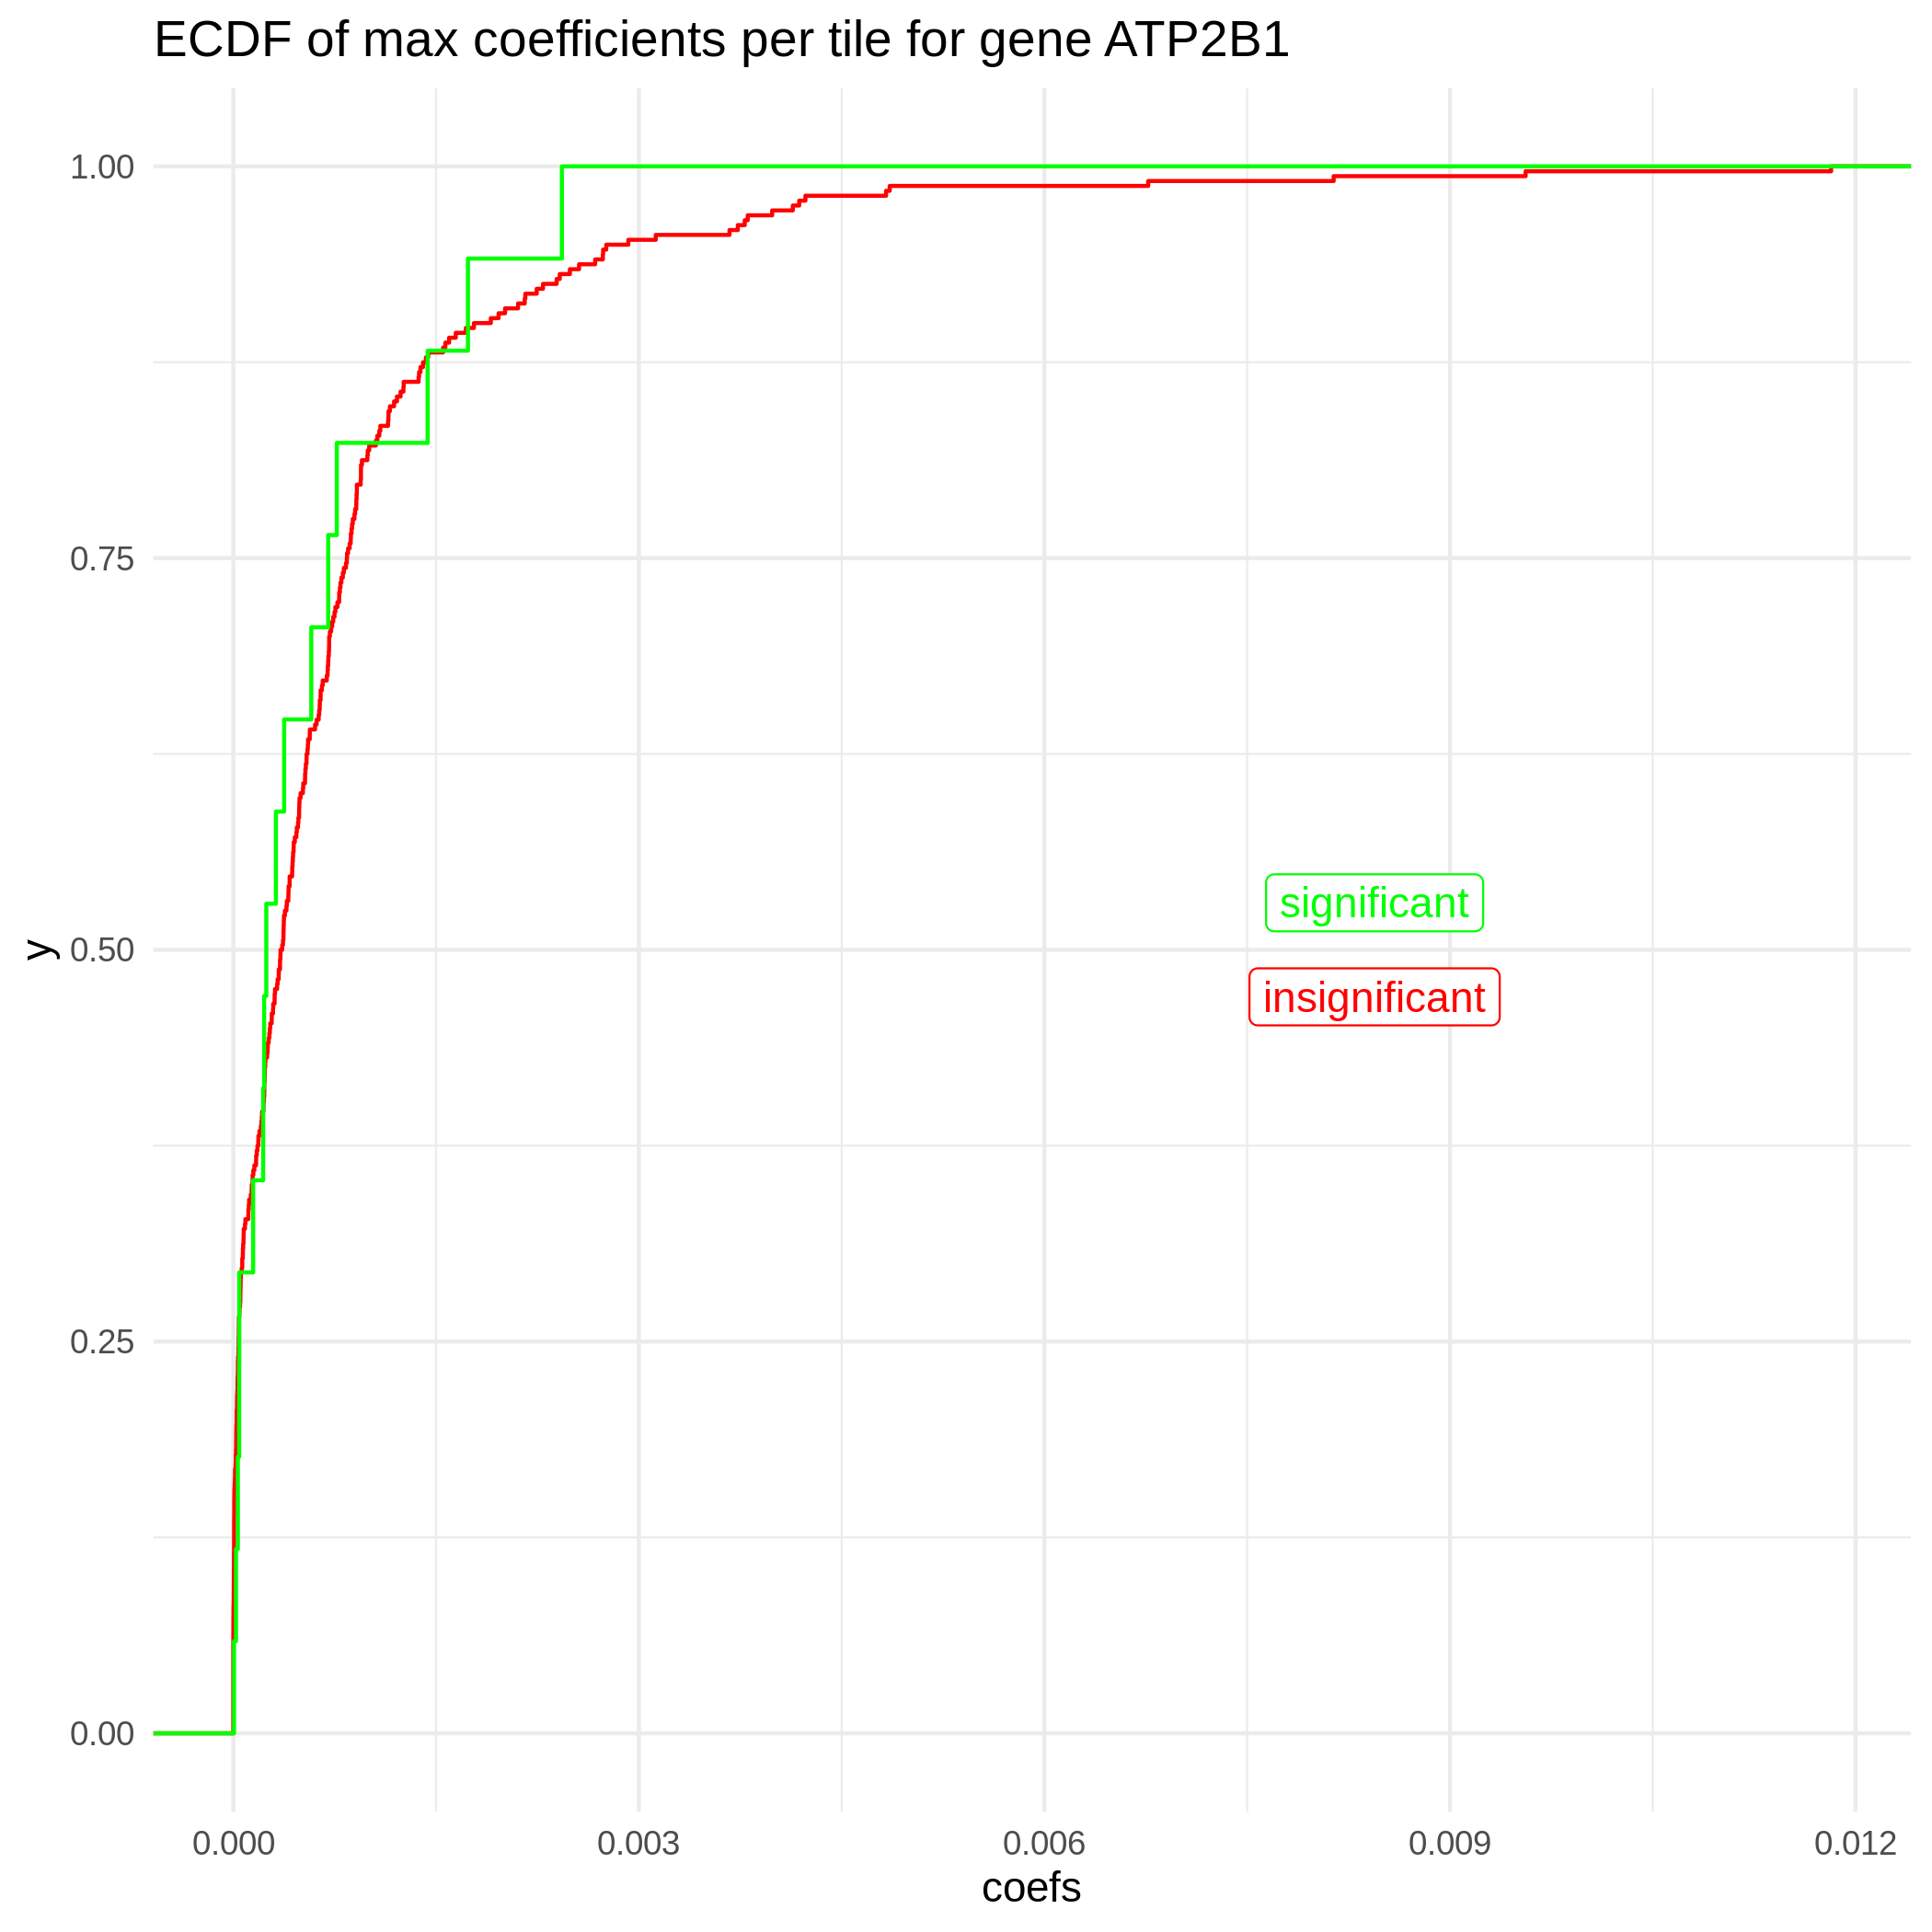 ECDF of max coefficients per tile for gene ATP2B1
1.00
0.75
0.50
0.25
0.00
y
significant
insignificant
0.000
0.003
0.006
0.009
0.012
coefs